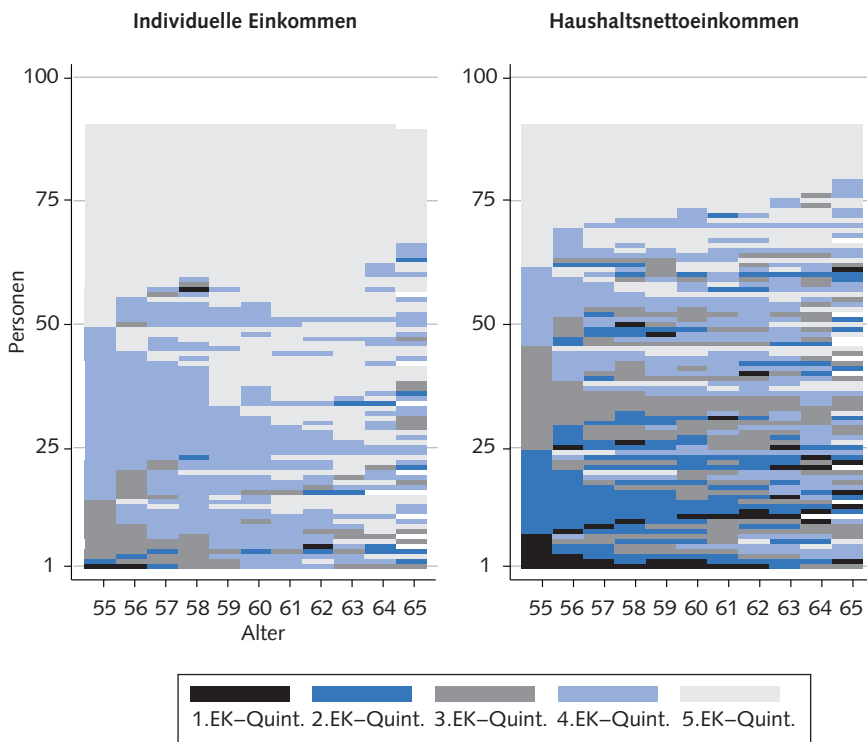 Individuelle Einkommen
Haushaltsnettoeinkommen
100
75
50
25
1
Personen
55 56 57 58 59 60 61 62 63 64 65
Alter
100
75
50
25
1
55 56 57 58 59 60 61 62 63 64 65
1.EK–Quint. 2.EK–Quint. 3.EK–Quint. 4.EK–Quint. 5.EK–Quint.